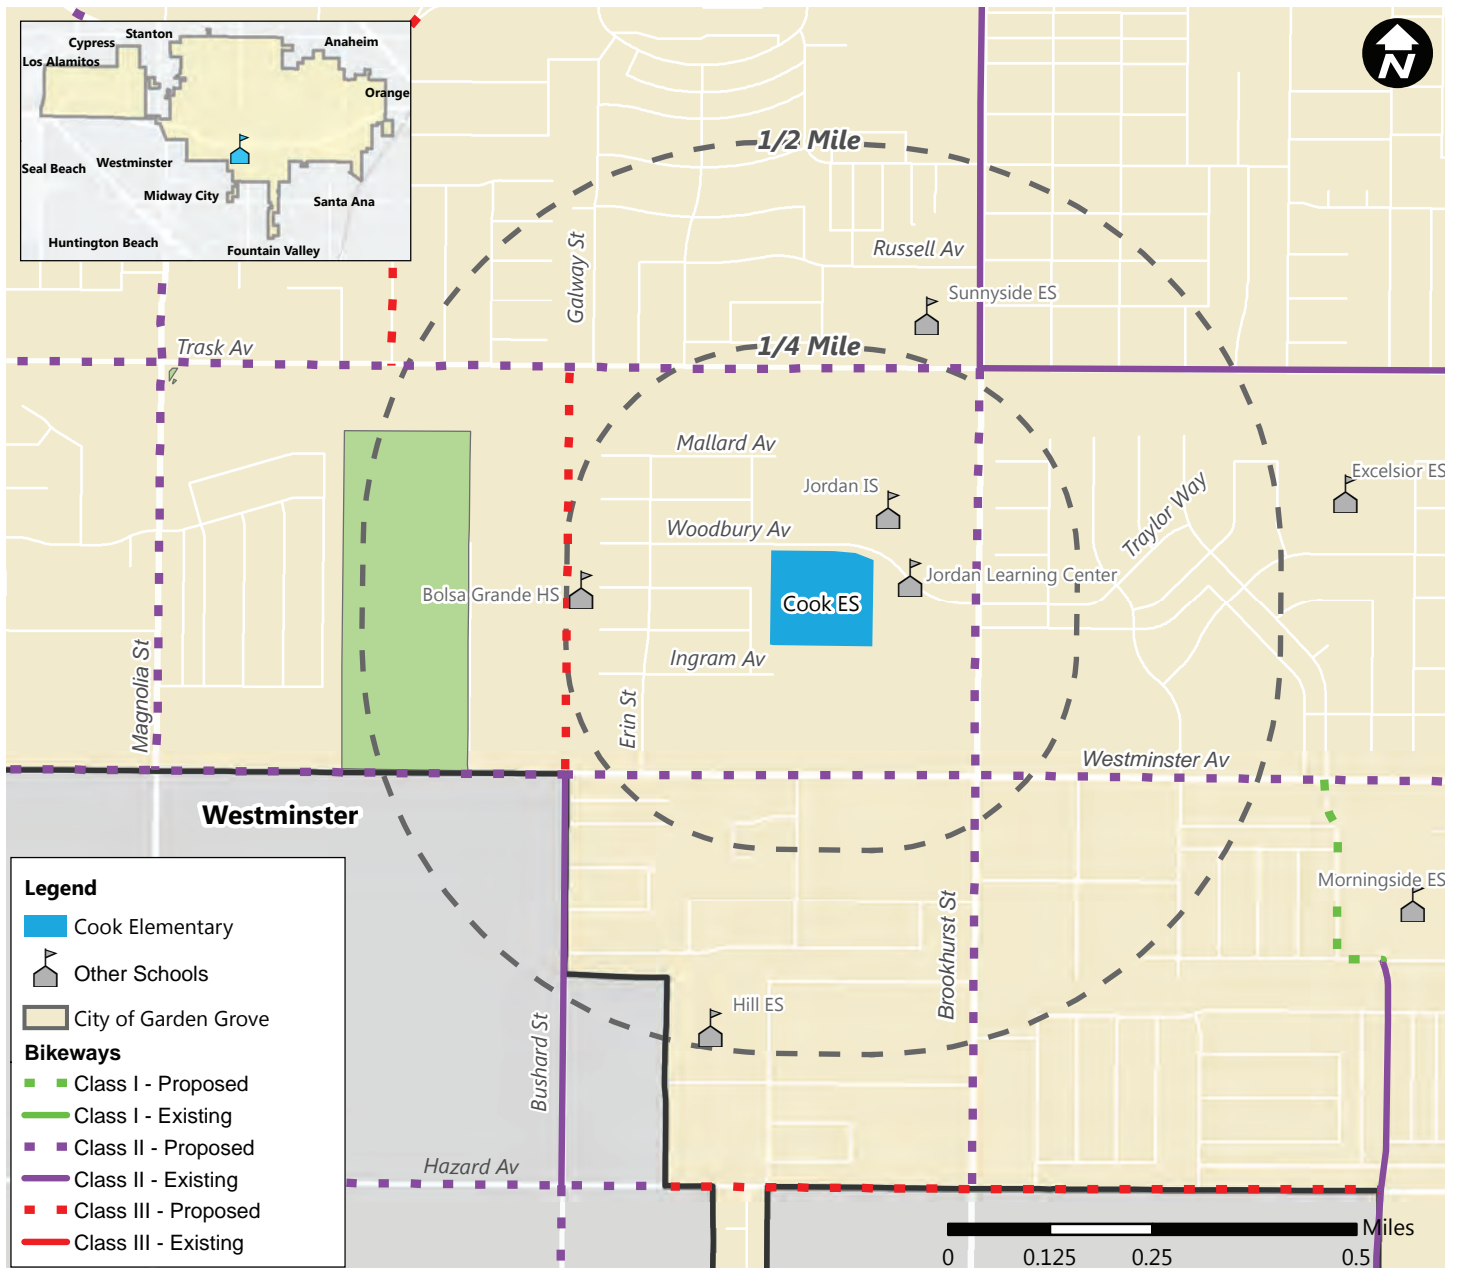 Stanton
Cypress
Anaheim
Los Alamitos
Orange
Westminster
Seal Beach
Midway City
Santa Ana
Huntington Beach
Fountain Valley
N
1/2 Mile
Russell Av
Galway St
Sunnyside ES
Trask Av
1/4 Mile
Mallard Av
Jordan IS
Excelsior ES
Traylor Way
Woodbury Av
Jordan Learning Center
Bolsa Grande HS
Cook ES
Ingram Av
Magnolia St
Erin St
Westminster Av
Westminster
Morningside ES
Brookhurst St
Hill ES
Bushard St
Hazard Av
Legend
Cook Elementary
Other Schools
City of Garden Grove
Bikeways
Class I - Proposed
Class I - Existing
Class II - Proposed
Class II - Existing
Class III - Proposed
Class III - Existing
Miles
0 0.125 0.25 0.5